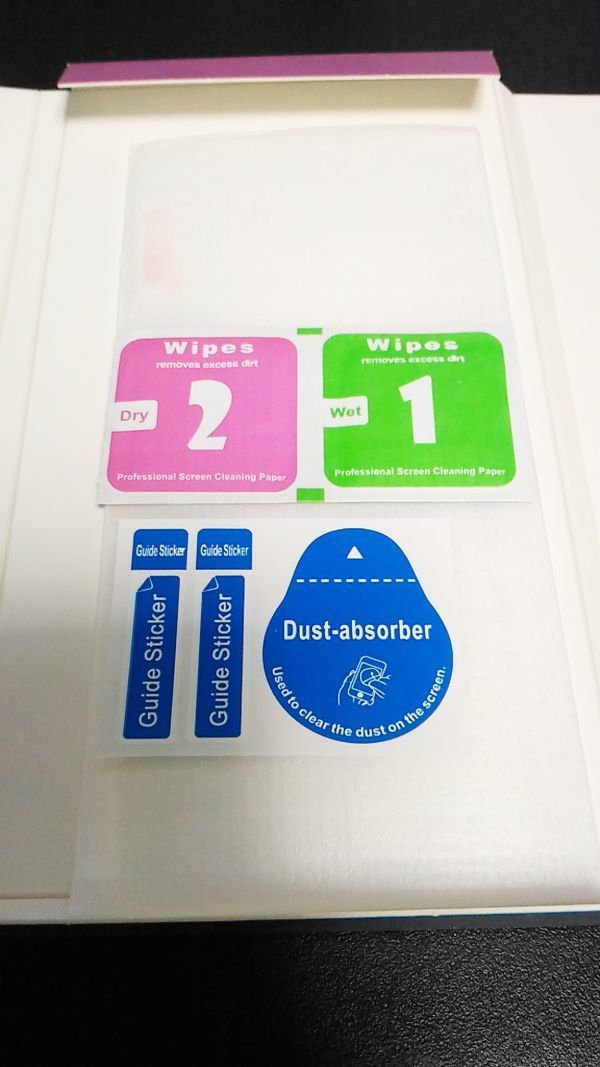 Wipes
removes excess dirt
Dry
2
Professional Screen Cleaning Paper
Wipes
removes excess dirt
Wet
1
Professional Screen Cleaning Paper
Guide Sticker
Guide Sticker
Guide Sticker
Guide Sticker
Dust-absorber
Used to clear the dust on the screen.